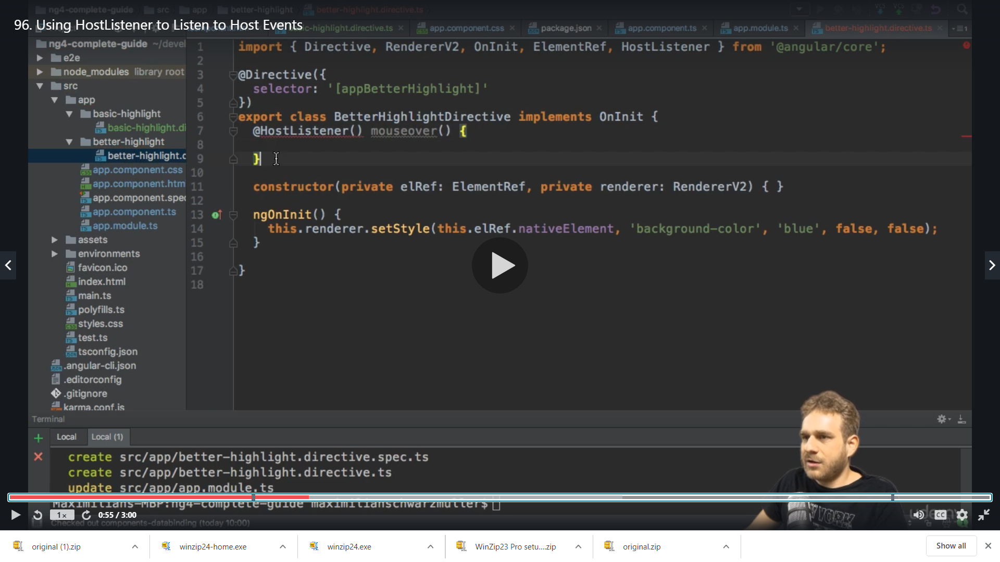 ng4-complete-guide src app better-highlight better-highlight.directive.ts
96. Using HostListener to Listen to Host Events
basic-highlight.directive.ts app.component.css package.json app.component.ts app.module.ts better-highlight.directive.ts
ng4-complete-guide ~/devel
e2e
node_modules library root
src
app
basic-highlight
basic-highlight.di
better-highlight
better-highlight.d
app.component.css
app.component.htm
app.component.spec
app.component.ts
app.module.ts
assets
environments
favicon.ico
index.html
main.ts
polyfills.ts
styles.css
test.ts
tsconfig.json
.angular-cli.json
.editorconfig
.gitignore
karma.conf.js
1 import { Directive, RendererV2, OnInit, ElementRef, HostListener } from '@angular/core';
2
3 @Directive({
4 selector: '[appBetterHighlight]'
5 })
6 export class BetterHighlightDirective implements OnInit {
7 @HostListener() mouseover() {
8
9 }
10
11 constructor(private elRef: ElementRef, private renderer: RendererV2) { }
12
13 ngOnInit() {
14 this.renderer.setStyle(this.elRef.nativeElement, 'background-color', 'blue', false, false);
15 }
16
17 }
18
Terminal
Local Local (1)
create src/app/better-highlight.directive.spec.ts
create src/app/better-highlight.directive.ts
update src/app/app.module.ts
Maximilians-MBP:ng4-complete-guide maximilianschwarzmuller$
1x 0:55 / 3:00 CC
Checked out components-databinding (today 10:00)
udemy
original (1).zip winzip24-home.exe winzip24.exe WinZip23 Pro setu....zip original.zip Show all